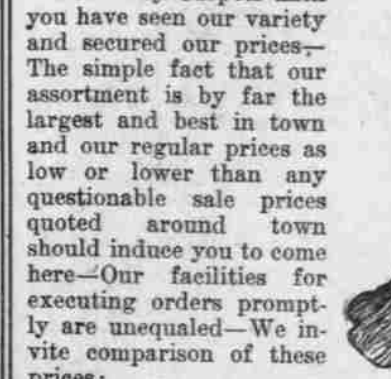 you have seen our variety
and secured our prices—
The simple fact that our
assortment is by far the
largest and best in town
and our regular prices as
low or lower than any
questionable sale prices
quoted around town
should induce you to come
here—Our facilities for
executing orders prompt-
ly are unequaled—We in-
vite comparison of these
prices: